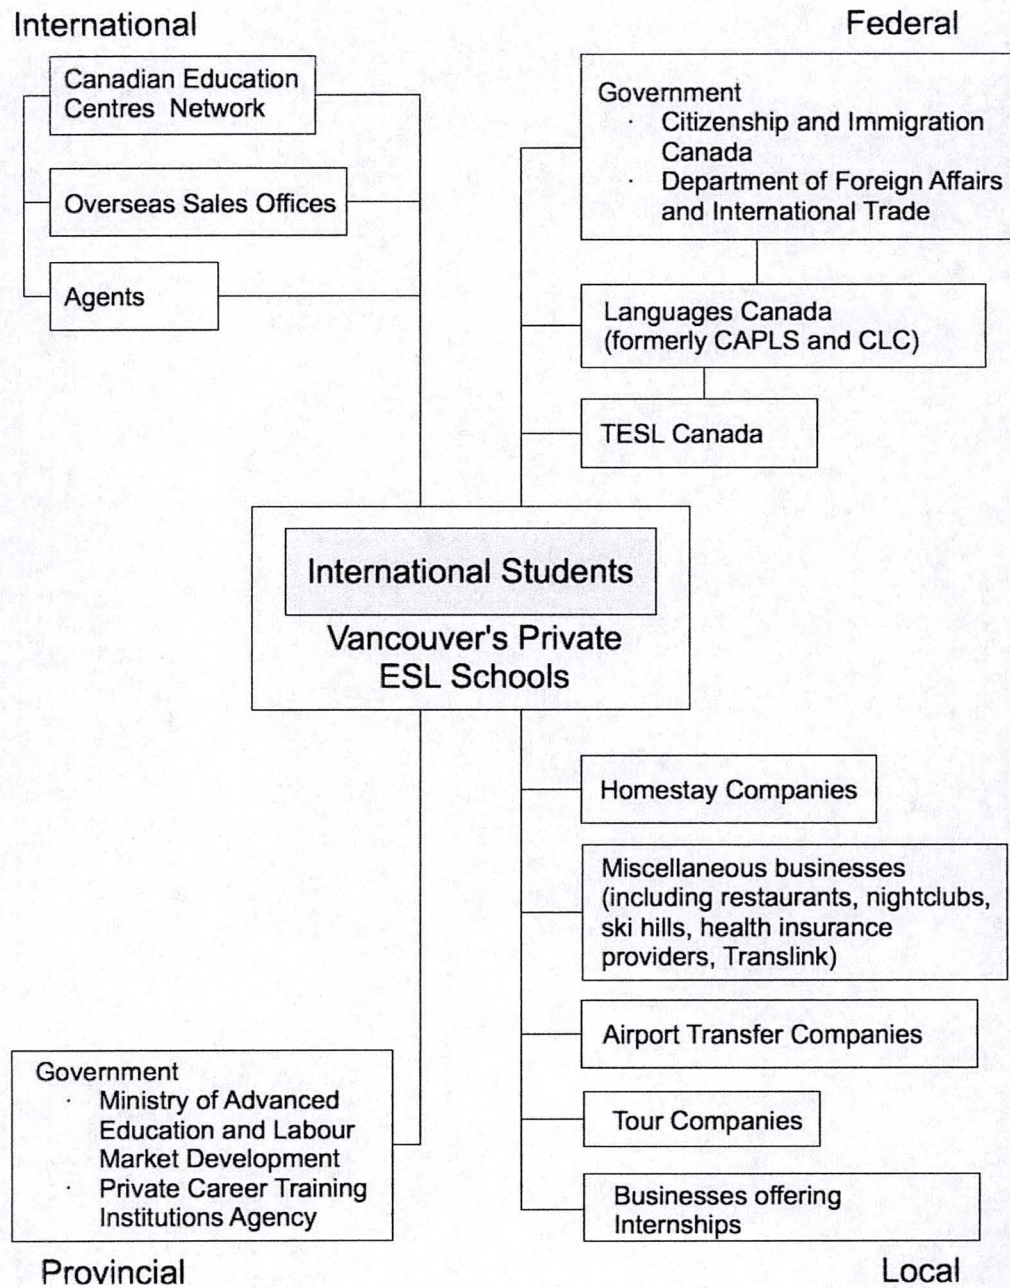 International
Canadian Education
Centres Network
Overseas Sales Offices
Agents
Federal
Government
· Citizenship and Immigration
Canada
· Department of Foreign Affairs
and International Trade
Languages Canada
(formerly CAPLS and CLC)
TESL Canada
International Students
Vancouver's Private
ESL Schools
Government
· Ministry of Advanced
Education and Labour
Market Development
· Private Career Training
Institutions Agency
Provincial
Homestay Companies
Miscellaneous businesses
(including restaurants, nightclubs,
ski hills, health insurance
providers, Translink)
Airport Transfer Companies
Tour Companies
Businesses offering
Internships
Local